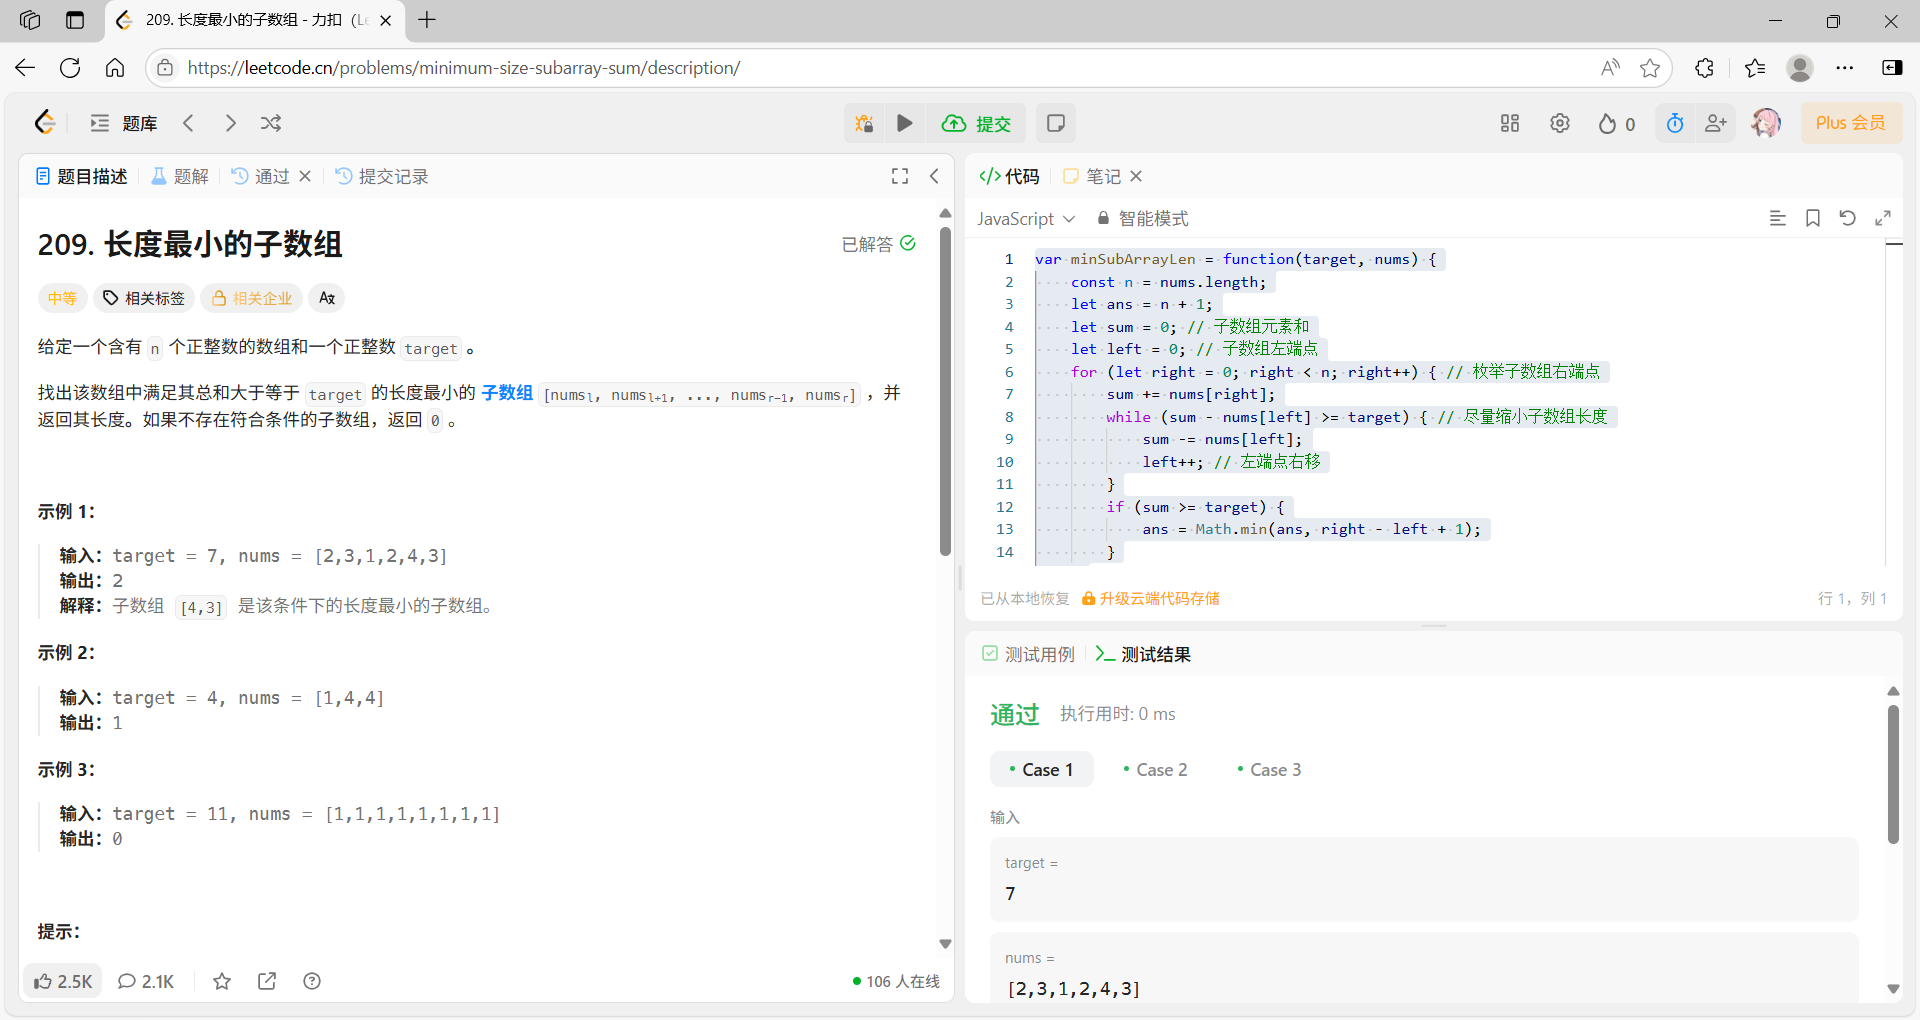 209. 长度最小的子数组 - 力扣（Le
https://leetcode.cn/problems/minimum-size-subarray-sum/description/
题库
提交
0
Plus 会员
题目描述
题解
通过
提交记录
209. 长度最小的子数组
已解答
中等
相关标签
相关企业
给定一个含有 n 个正整数的数组和一个正整数 target 。
找出该数组中满足其总和大于等于 target 的长度最小的 子数组 [numsl, numsl+1, ..., numsr-1, numsr] ，并
返回其长度。如果不存在符合条件的子数组，返回 0 。
示例 1：
输入：target = 7, nums = [2,3,1,2,4,3]
输出：2
解释：子数组 [4,3] 是该条件下的长度最小的子数组。
示例 2：
输入：target = 4, nums = [1,4,4]
输出：1
示例 3：
输入：target = 11, nums = [1,1,1,1,1,1,1,1]
输出：0
提示：
2.5K
2.1K
106 人在线
</> 代码
笔记
JavaScript
智能模式
1 var minSubArrayLen = function(target, nums) {
2 const n = nums.length;
3 let ans = n + 1;
4 let sum = 0; // 子数组元素和
5 let left = 0; // 子数组左端点
6 for (let right = 0; right < n; right++) { // 枚举子数组右端点
7 sum += nums[right];
8 while (sum - nums[left] >= target) { // 尽量缩小子数组长度
9 sum -= nums[left];
10 left++; // 左端点右移
11 }
12 if (sum >= target) {
13 ans = Math.min(ans, right - left + 1);
14 }
已从本地恢复
升级云端代码存储
行 1，列 1
测试用例
测试结果
通过
执行用时: 0 ms
Case 1
Case 2
Case 3
输入
target =
7
nums =
[2,3,1,2,4,3]